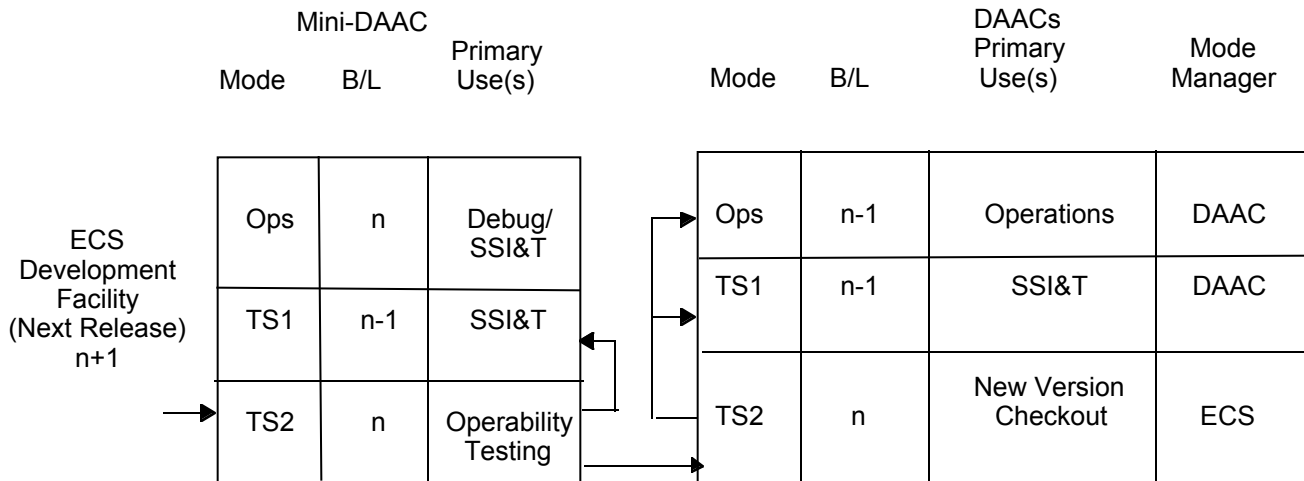 Mini-DAAC
Mode B/L Primary Use(s)
DAACs
Mode B/L Primary Use(s) Mode Manager
ECS
Development
Facility
(Next Release)
n+1
Ops n Debug/
SSI&T
TS1 n-1 SSI&T
TS2 n Operability
Testing
Ops n-1 Operations DAAC
TS1 n-1 SSI&T DAAC
TS2 n New Version
Checkout ECS